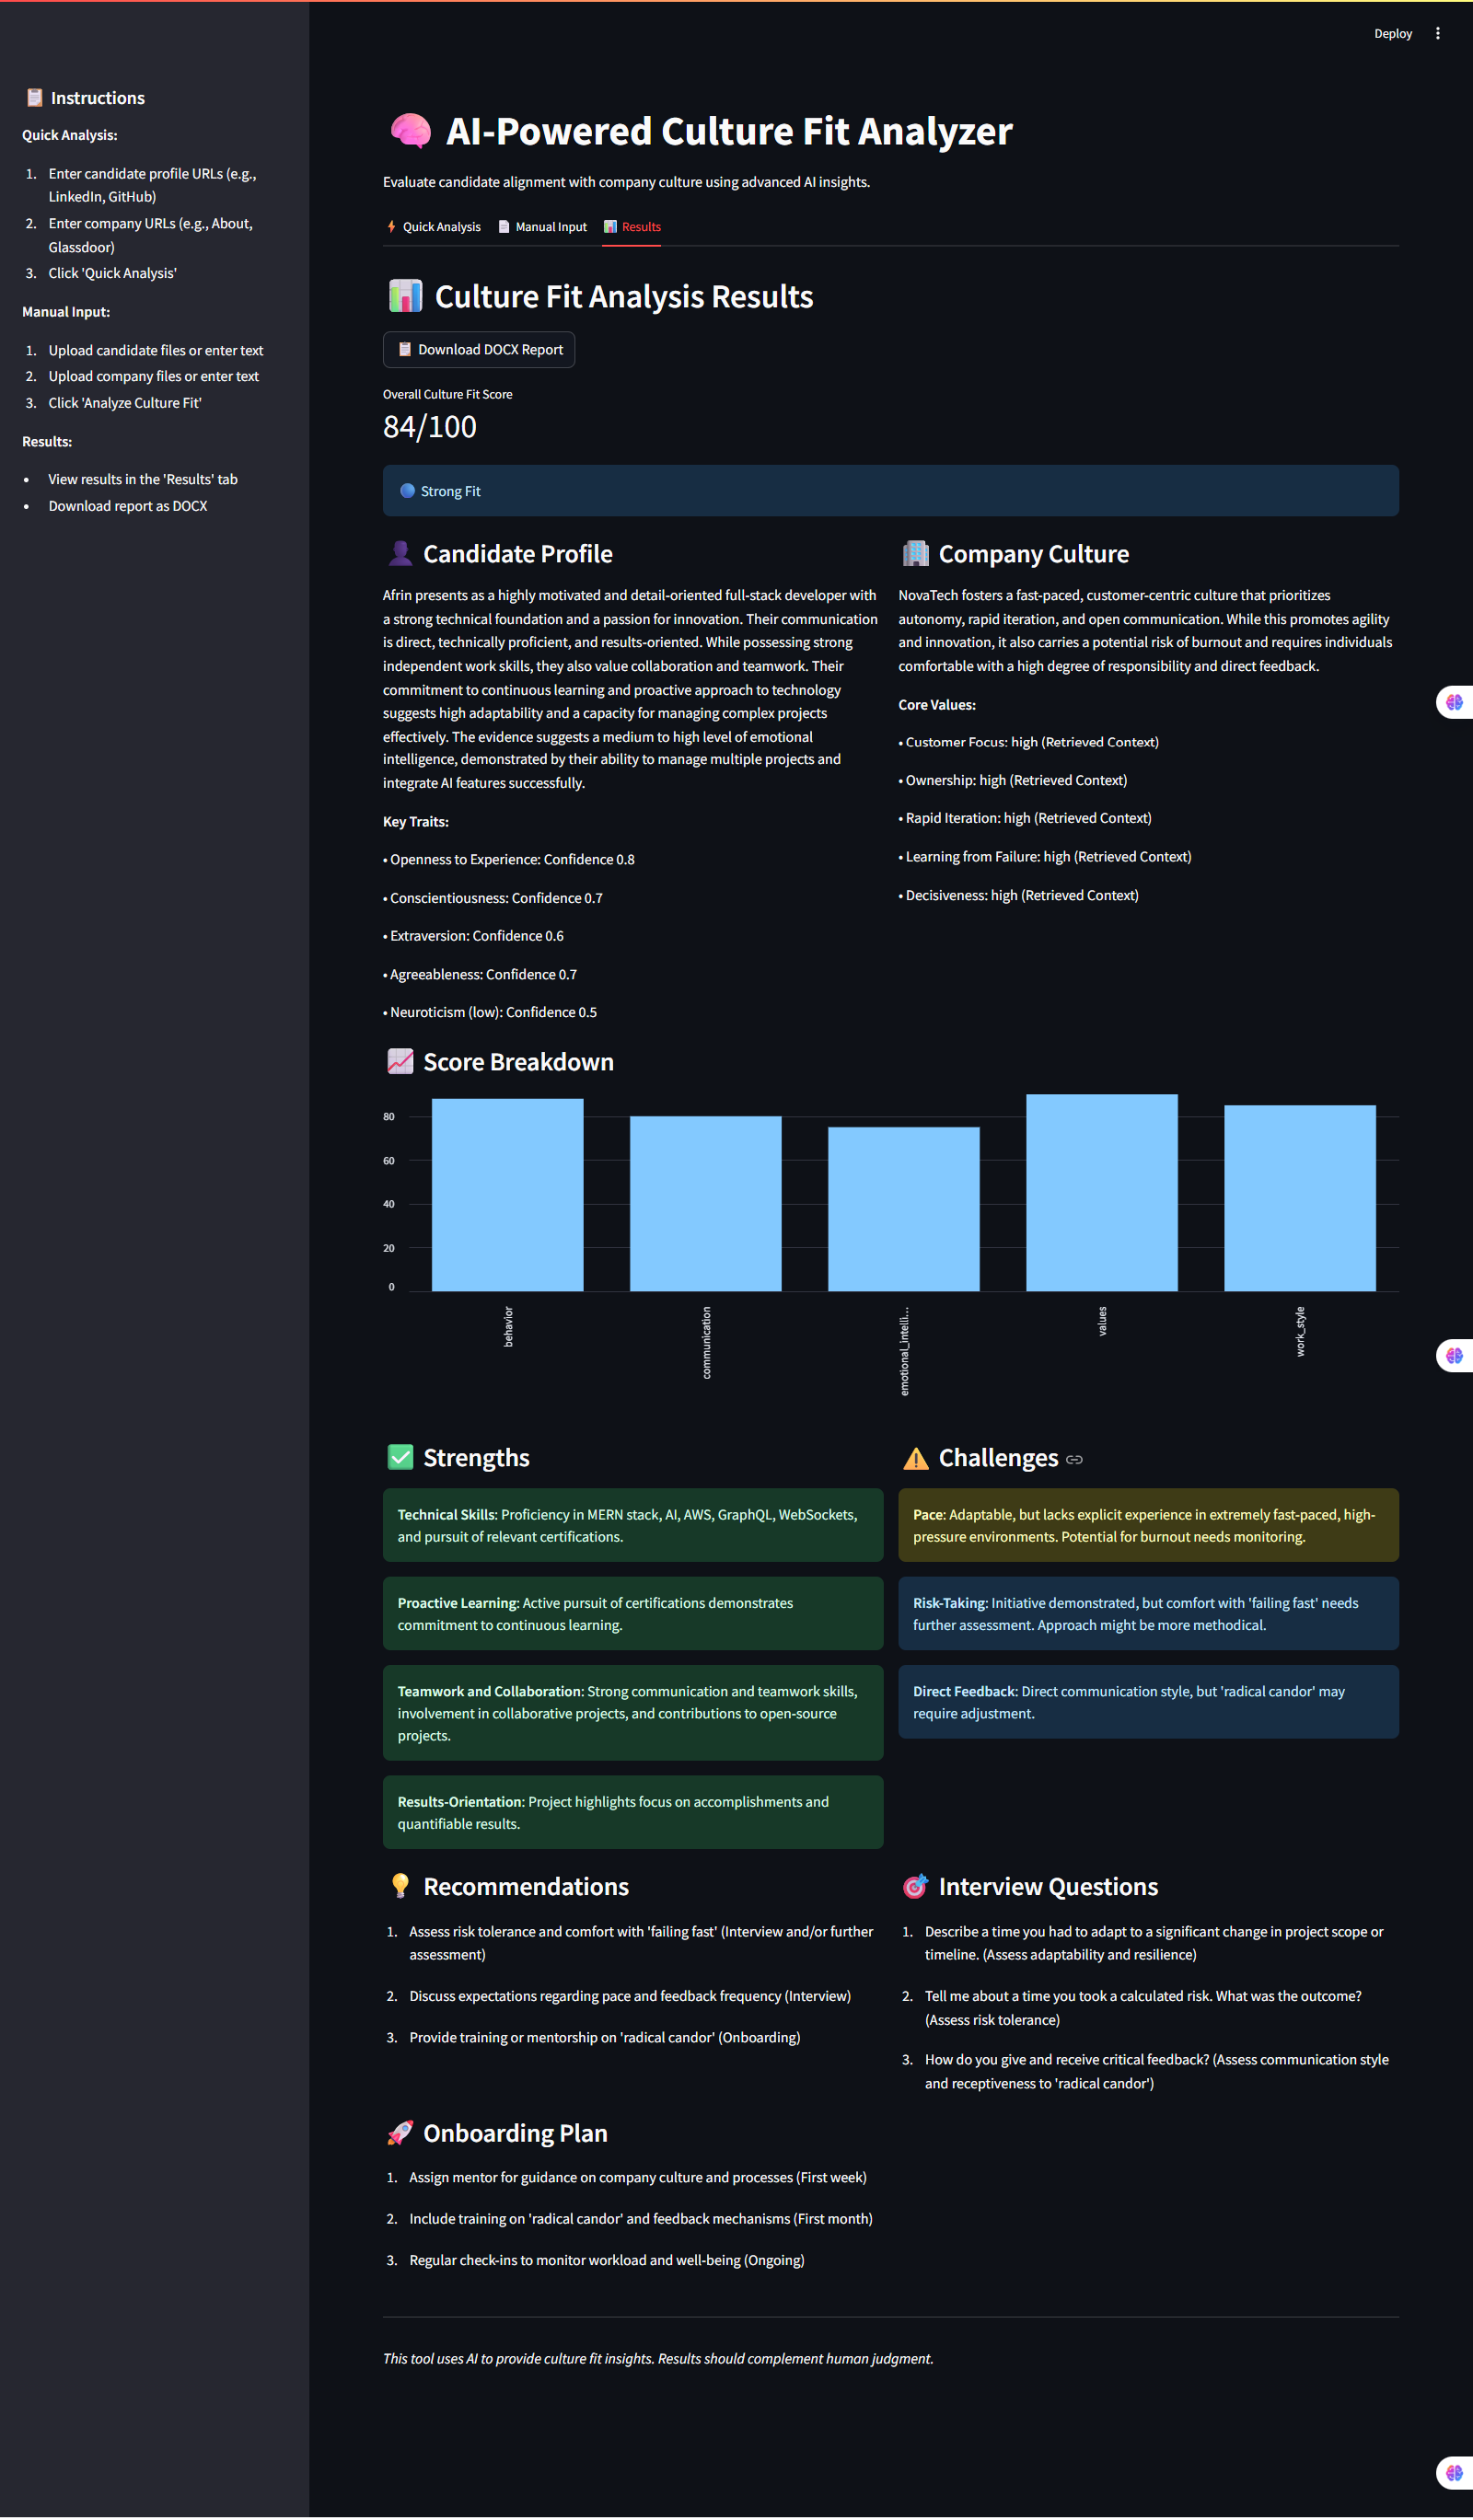 Deploy
Instructions
Quick Analysis:
1. Enter candidate profile URLs (e.g.,
LinkedIn, GitHub)
2. Enter company URLs (e.g., About,
Glassdoor)
3. Click 'Quick Analysis'
Manual Input:
1. Upload candidate files or enter text
2. Upload company files or enter text
3. Click 'Analyze Culture Fit'
Results:
• View results in the 'Results' tab
• Download report as DOCX
AI-Powered Culture Fit Analyzer
Evaluate candidate alignment with company culture using advanced AI insights.
Quick Analysis
Manual Input
Results
Culture Fit Analysis Results
Download DOCX Report
Overall Culture Fit Score
84/100
Strong Fit
Candidate Profile
Afrin presents as a highly motivated and detail-oriented full-stack developer with
a strong technical foundation and a passion for innovation. Their communication
is direct, technically proficient, and results-oriented. While possessing strong
independent work skills, they also value collaboration and teamwork. Their
commitment to continuous learning and proactive approach to technology
suggests high adaptability and a capacity for managing complex projects
effectively. The evidence suggests a medium to high level of emotional
intelligence, demonstrated by their ability to manage multiple projects and
integrate AI features successfully.
Key Traits:
• Openness to Experience: Confidence 0.8
• Conscientiousness: Confidence 0.7
• Extraversion: Confidence 0.6
• Agreeableness: Confidence 0.7
• Neuroticism (low): Confidence 0.5
Company Culture
NovaTech fosters a fast-paced, customer-centric culture that prioritizes
autonomy, rapid iteration, and open communication. While this promotes agility
and innovation, it also carries a potential risk of burnout and requires individuals
comfortable with a high degree of responsibility and direct feedback.
Core Values:
• Customer Focus: high (Retrieved Context)
• Ownership: high (Retrieved Context)
• Rapid Iteration: high (Retrieved Context)
• Learning from Failure: high (Retrieved Context)
• Decisiveness: high (Retrieved Context)
Score Breakdown
80
60
40
20
0
behavior
communication
emotional_intelli…
values
work_style
Strengths
Technical Skills: Proficiency in MERN stack, AI, AWS, GraphQL, WebSockets,
and pursuit of relevant certifications.
Proactive Learning: Active pursuit of certifications demonstrates
commitment to continuous learning.
Teamwork and Collaboration: Strong communication and teamwork skills,
involvement in collaborative projects, and contributions to open-source
projects.
Results-Orientation: Project highlights focus on accomplishments and
quantifiable results.
Challenges
Pace: Adaptable, but lacks explicit experience in extremely fast-paced, high-
pressure environments. Potential for burnout needs monitoring.
Risk-Taking: Initiative demonstrated, but comfort with 'failing fast' needs
further assessment. Approach might be more methodical.
Direct Feedback: Direct communication style, but 'radical candor' may
require adjustment.
Recommendations
1. Assess risk tolerance and comfort with 'failing fast' (Interview and/or further
assessment)
2. Discuss expectations regarding pace and feedback frequency (Interview)
3. Provide training or mentorship on 'radical candor' (Onboarding)
Interview Questions
1. Describe a time you had to adapt to a significant change in project scope or
timeline. (Assess adaptability and resilience)
2. Tell me about a time you took a calculated risk. What was the outcome?
(Assess risk tolerance)
3. How do you give and receive critical feedback? (Assess communication style
and receptiveness to 'radical candor')
Onboarding Plan
1. Assign mentor for guidance on company culture and processes (First week)
2. Include training on 'radical candor' and feedback mechanisms (First month)
3. Regular check-ins to monitor workload and well-being (Ongoing)
This tool uses AI to provide culture fit insights. Results should complement human judgment.